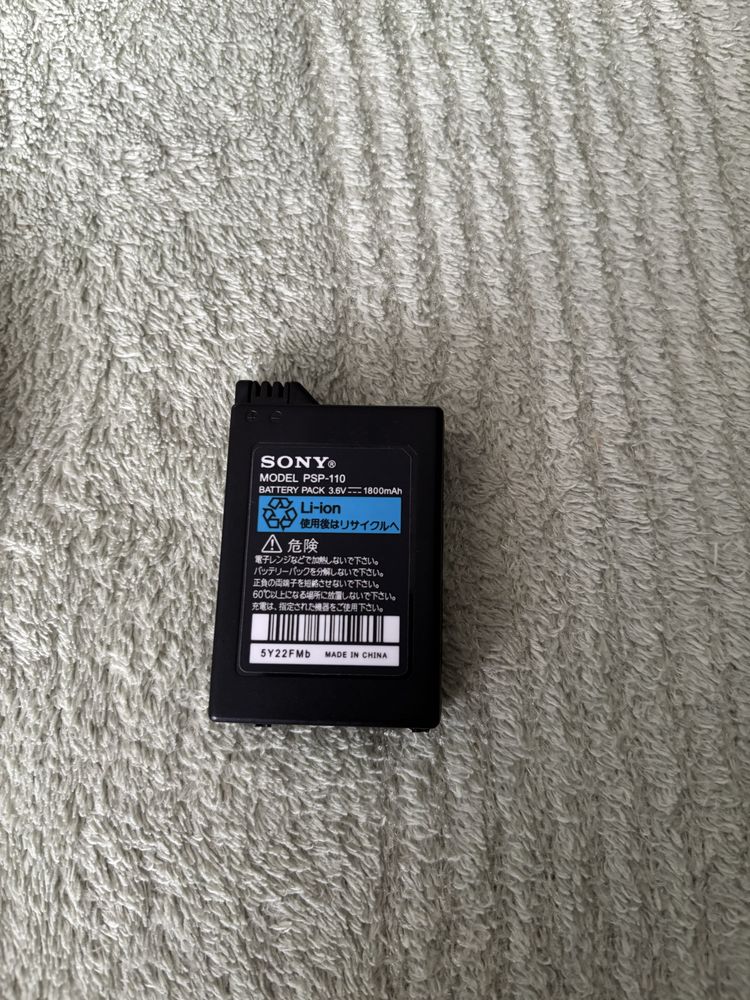 SONY®
MODEL PSP-110
BATTERY PACK 3.6V⎓1800mAh
Li-ion
使用後はリサイクルへ
危険
電子レンジなどで加熱しないで下さい。
バッテリーパックを分解しないで下さい。
正負の両端子を短絡させないで下さい。
60℃以上になる場所に放置しないで下さい。
充電は、指定された機器をご使用下さい。
5Y22FMb MADE IN CHINA